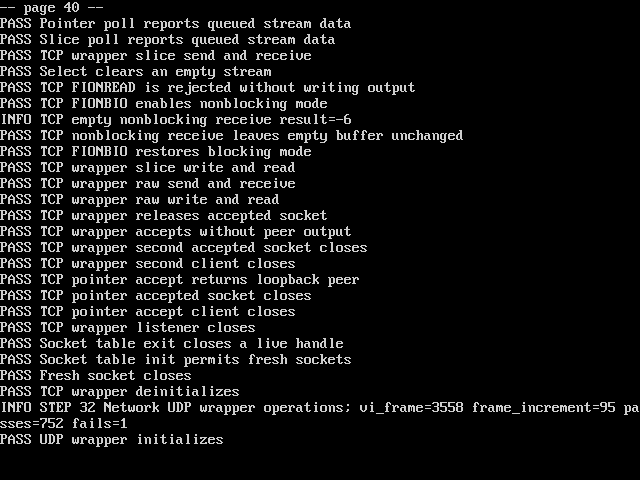 -- page 40 --
PASS Pointer poll reports queued stream data
PASS Slice poll reports queued stream data
PASS TCP wrapper slice send and receive
PASS Select clears an empty stream
PASS TCP FIONREAD is rejected without writing output
PASS TCP FIONBIO enables nonblocking mode
INFO TCP empty nonblocking receive result=-6
PASS TCP nonblocking receive leaves empty buffer unchanged
PASS TCP FIONBIO restores blocking mode
PASS TCP wrapper slice write and read
PASS TCP wrapper raw send and receive
PASS TCP wrapper raw write and read
PASS TCP wrapper releases accepted socket
PASS TCP wrapper accepts without peer output
PASS TCP wrapper second accepted socket closes
PASS TCP wrapper second client closes
PASS TCP pointer accept returns loopback peer
PASS TCP pointer accepted socket closes
PASS TCP pointer accept client closes
PASS TCP wrapper listener closes
PASS Socket table exit closes a live handle
PASS Socket table init permits fresh sockets
PASS Fresh socket closes
PASS TCP wrapper deinitializes
INFO STEP 32 Network UDP wrapper operations; vi_frame=3558 frame_increment=95 pa
sses=752 fails=1
PASS UDP wrapper initializes